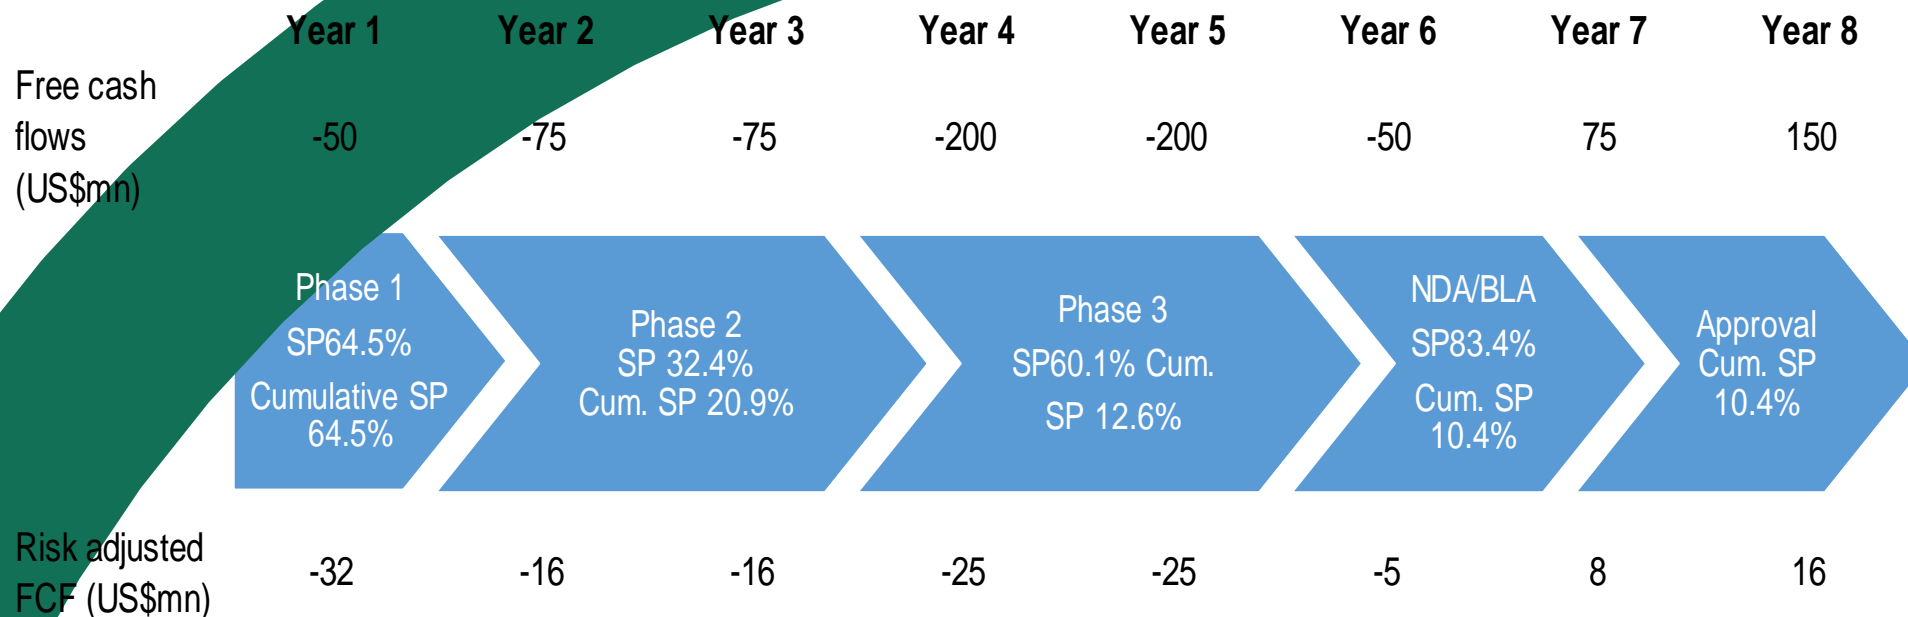 Year 1 Year 2 Year 3 Year 4 Year 5 Year 6 Year 7 Year 8
Free cash
flows
(US$mn)
-50 -75 -75 -200 -200 -50 75 150
Phase 1
SP64.5%
Cumulative SP
64.5%
Phase 2
SP 32.4%
Cum. SP 20.9%
Phase 3
SP60.1% Cum.
SP 12.6%
NDA/BLA
SP83.4%
Cum. SP
10.4%
Approval
Cum. SP
10.4%
Risk adjusted
FCF (US$mn)
-32 -16 -16 -25 -25 -5 8 16